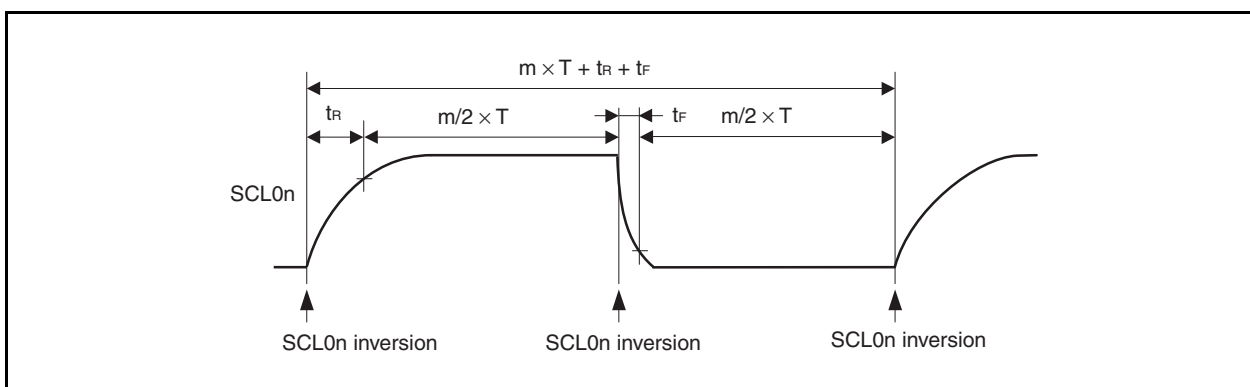 m × T + tR + tF
tR
m/2 × T
tF
m/2 × T
SCL0n
SCL0n inversion
SCL0n inversion
SCL0n inversion